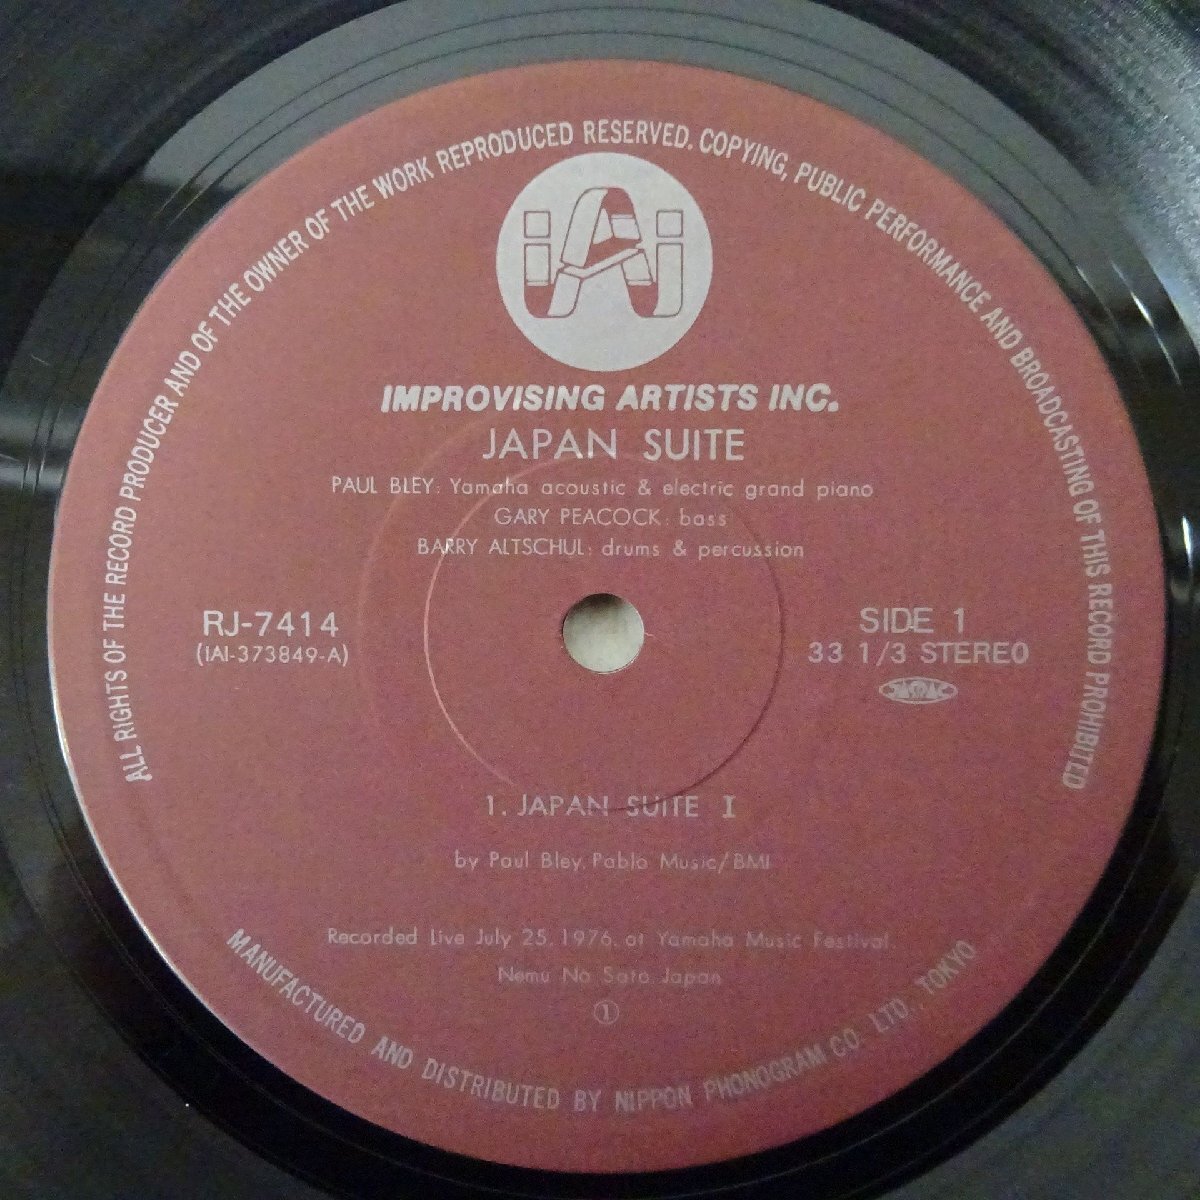 ALL RIGHTS OF THE RECORD PRODUCER AND OF THE OWNER OF THE WORK REPRODUCED RESERVED. COPYING, PUBLIC PERFORMANCE AND BROADCASTING OF THIS RECORD PROHIBITED
iAi
IMPROVISING ARTISTS INC.
JAPAN SUITE
PAUL BLEY: Yamaha acoustic & electric grand piano
GARY PEACOCK: bass
BARRY ALTSCHUL: drums & percussion
RJ-7414
(IAI-373849-A)
SIDE 1
33 1/3 STEREO
1. JAPAN SUITE I
by Paul Bley, Pablo Music/BMI
Recorded Live July 25, 1976, at Yamaha Music Festival,
Nemu No Sato, Japan
①
MANUFACTURED AND DISTRIBUTED BY NIPPON PHONOGRAM CO. LTD., TOKYO